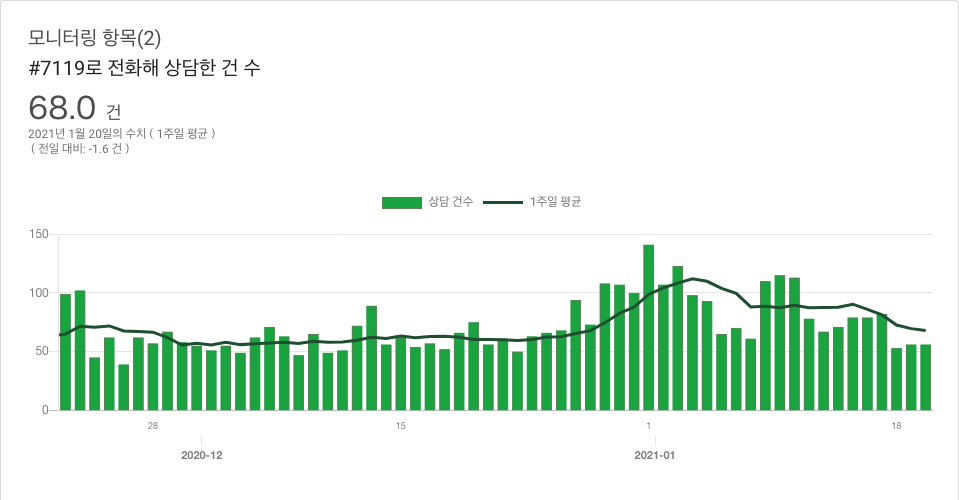 모니터링 항목(2)
#7119로 전화해 상담한 건 수
68.0 건
2021년 1월 20일의 수치 ( 1주일 평균 )
( 전일 대비: -1.6 건 )
상담 건수 1주일 평균
150
100
50
0
28 15 1 18
2020-12 2021-01